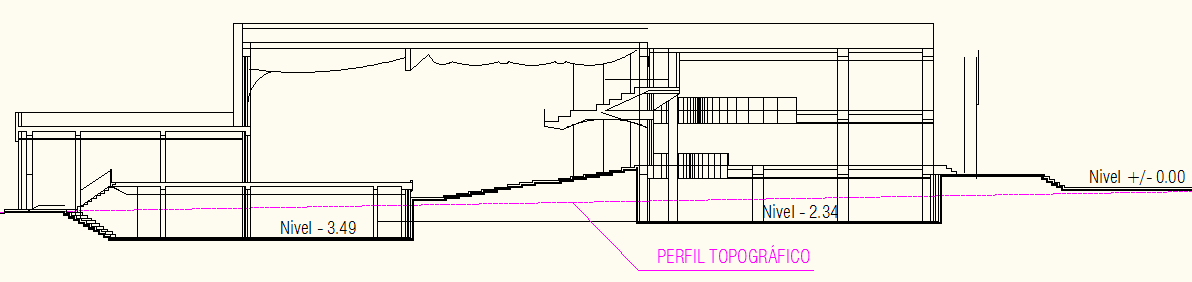 Nivel +/- 0.00
Nivel - 2.34
Nivel - 3.49
PERFIL TOPOGRÁFICO